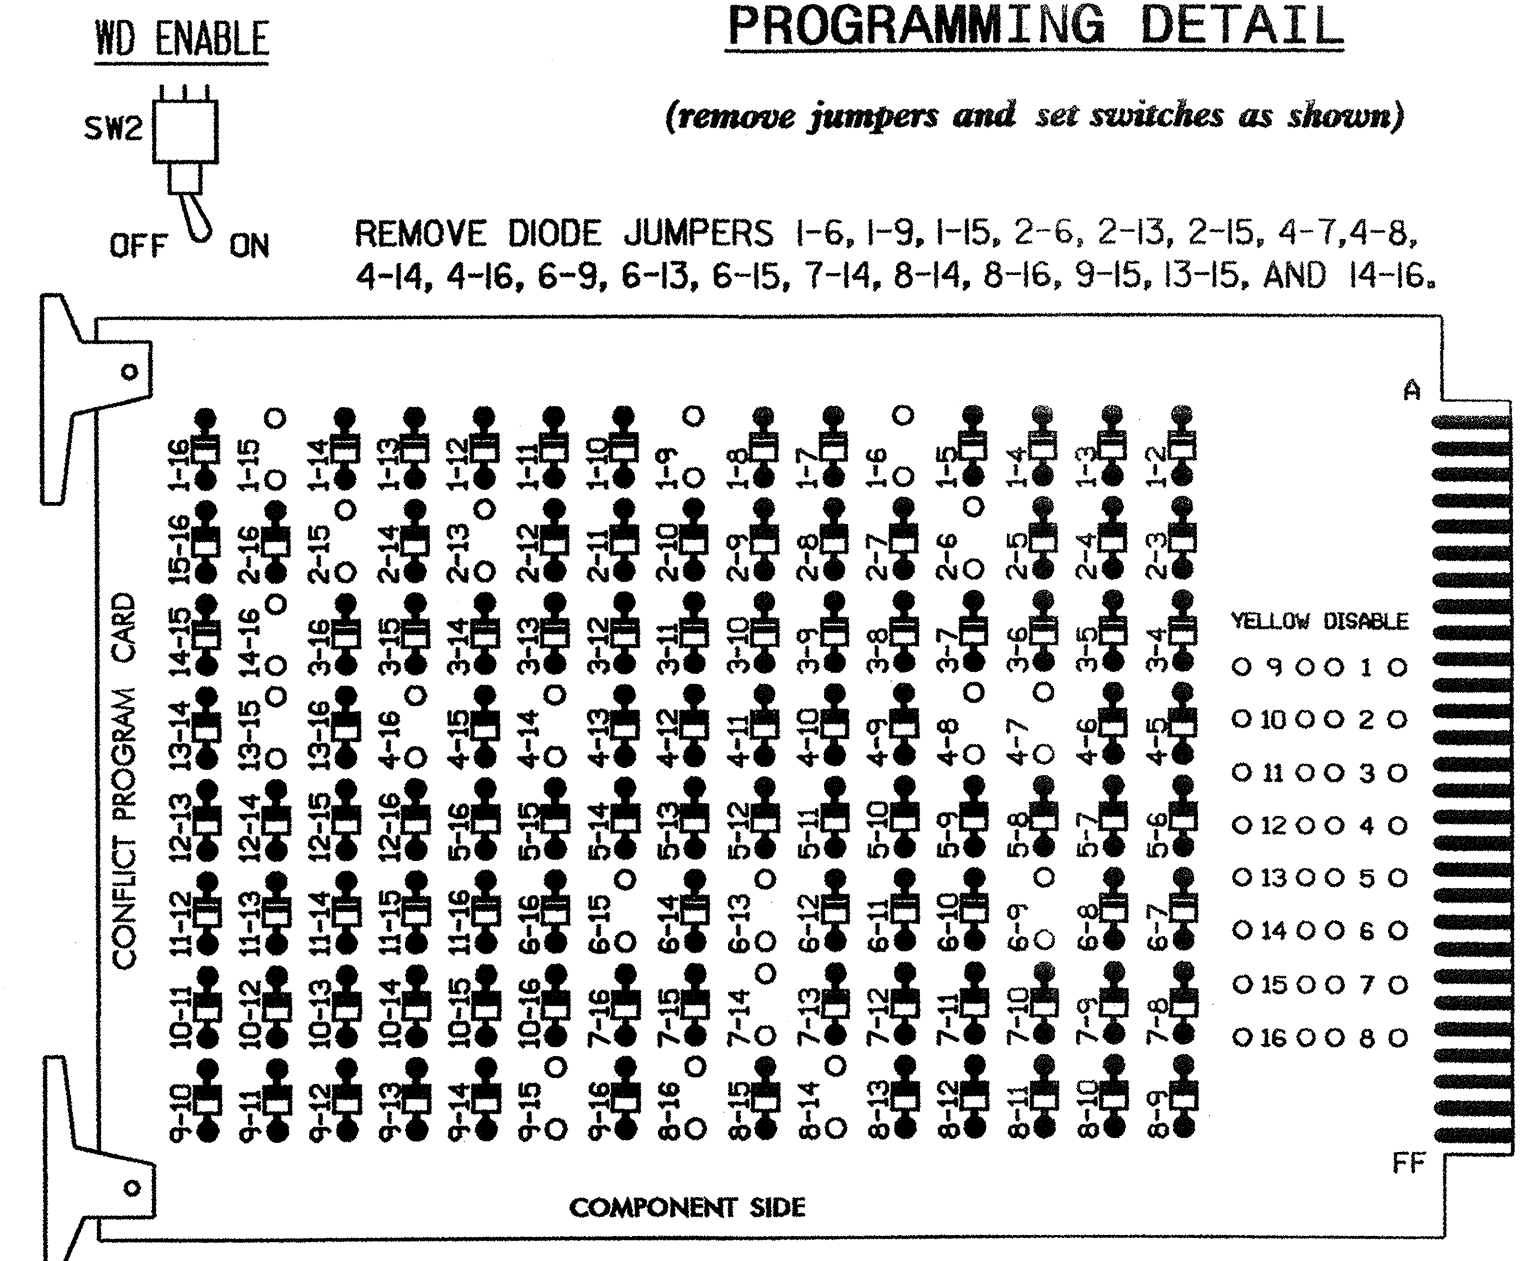 WD ENABLE
PROGRAMMING DETAIL
(remove jumpers and set switches as shown)
SW2
OFF ON
REMOVE DIODE JUMPERS 1-6, 1-9, 1-15, 2-6, 2-13, 2-15, 4-7,4-8,
4-14, 4-16, 6-9, 6-13, 6-15, 7-14, 8-14, 8-16, 9-15, 13-15, AND 14-16.
A
1-16 1-15 1-14 1-13 1-12 1-11 1-10 1-9 1-8 1-7 1-6 1-5 1-4 1-3 1-2
15-16 2-16 2-15 2-14 2-13 2-12 2-11 2-10 2-9 2-8 2-7 2-6 2-5 2-4 2-3
14-15 14-16 3-16 3-15 3-14 3-13 3-12 3-11 3-10 3-9 3-8 3-7 3-6 3-5 3-4
13-14 13-15 13-16 4-16 4-15 4-14 4-13 4-12 4-11 4-10 4-9 4-8 4-7 4-6 4-5
12-13 12-14 12-15 12-16 5-16 5-15 5-14 5-13 5-12 5-11 5-10 5-9 5-8 5-7 5-6
11-12 11-13 11-14 11-15 11-16 6-16 6-15 6-14 6-13 6-12 6-11 6-10 6-9 6-8 6-7
10-11 10-12 10-13 10-14 10-15 10-16 7-16 7-15 7-14 7-13 7-12 7-11 7-10 7-9 7-8
9-10 9-11 9-12 9-13 9-14 9-15 9-16 8-16 8-15 8-14 8-13 8-12 8-11 8-10 8-9
CONFLICT PROGRAM CARD
YELLOW DISABLE
9 1
10 2
11 3
12 4
13 5
14 6
15 7
16 8
FF
COMPONENT SIDE